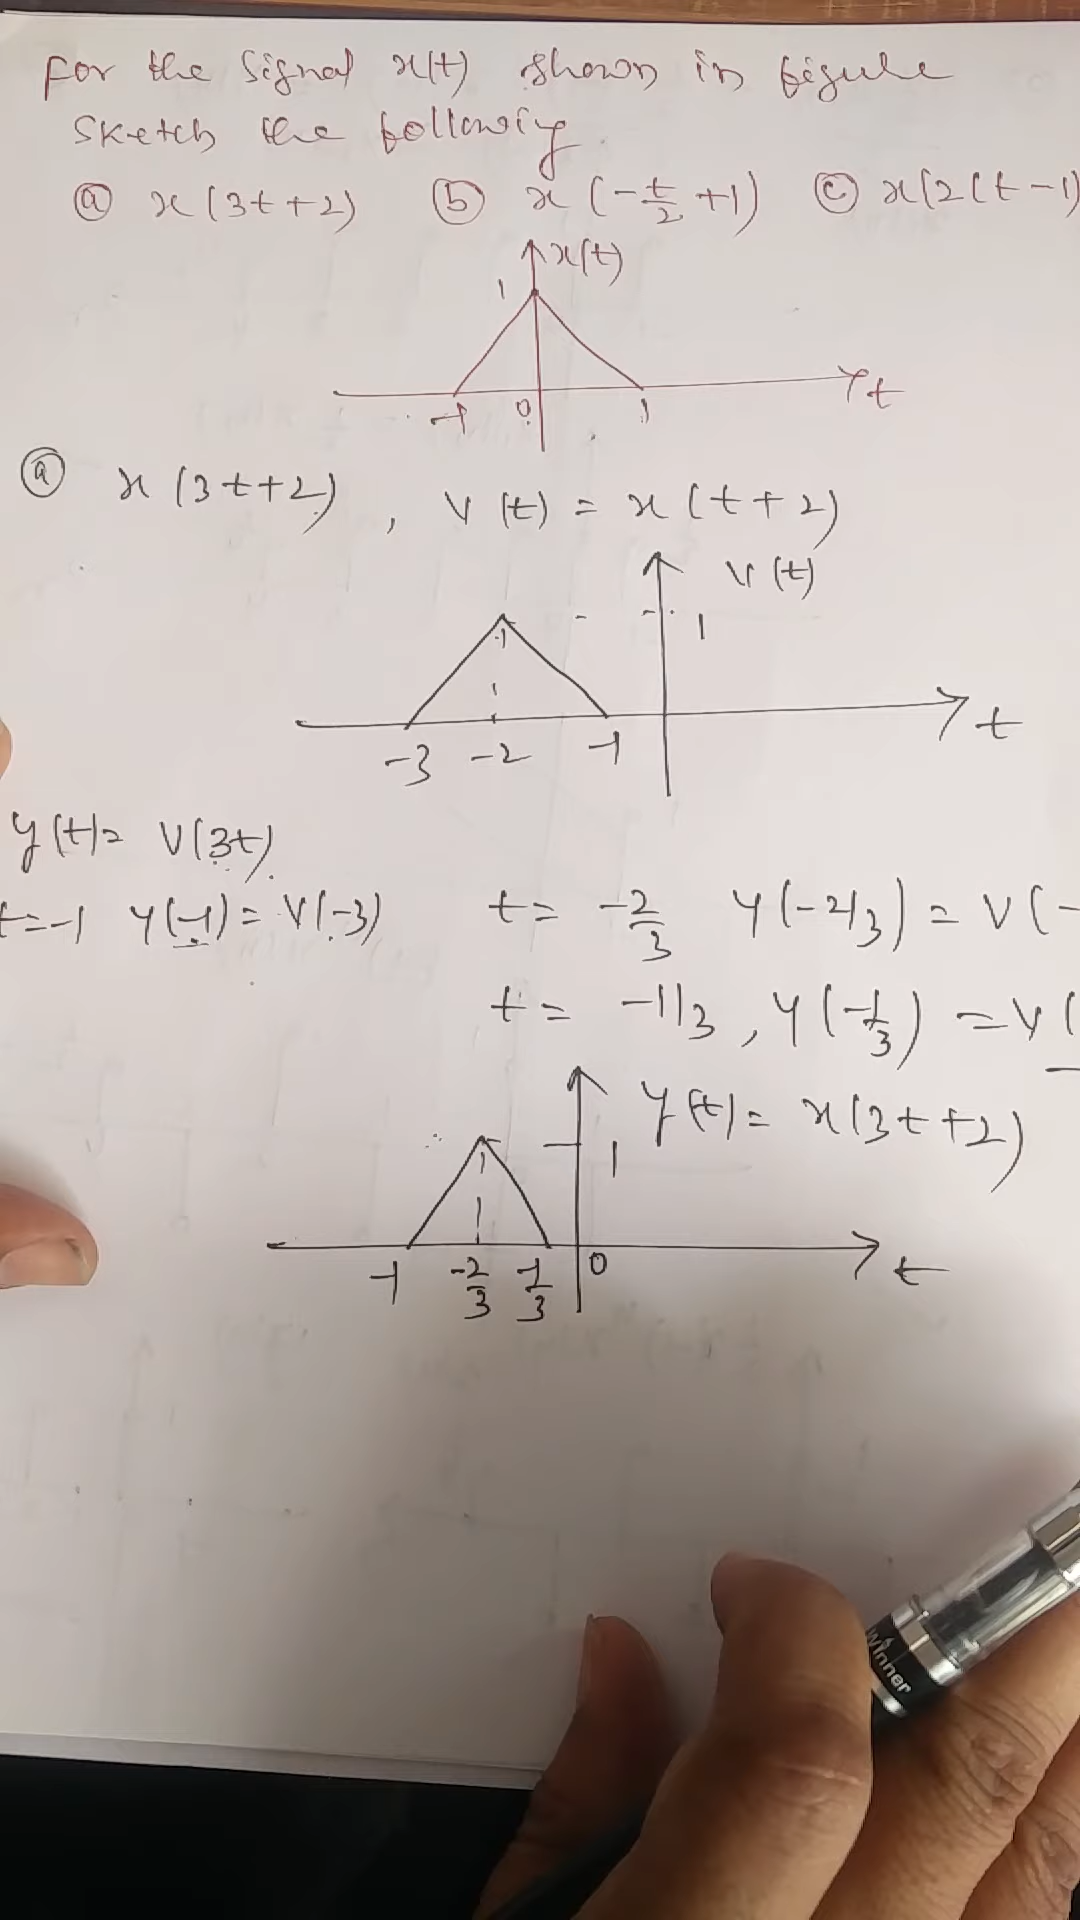 For the signal x(t) shown in figure
sketch the following
ⓐ x(3t+2) ⓑ x(-t/2 +1) ⓒ x(2(t-1)
x(t)
1
-1 0 1 t
ⓐ x(3t+2), v(t) = x(t+2)
v(t)
1
-3 -2 -1 t
y(t)= v(3t)
t=-1 y(-1)= v(-3) t= -2/3 y(-2/3) = v(-
t= -1/3, y(-1/3) = v(
y(t)= x(3t+2)
1
-1 -2/3 -1/3 0 t
Winner